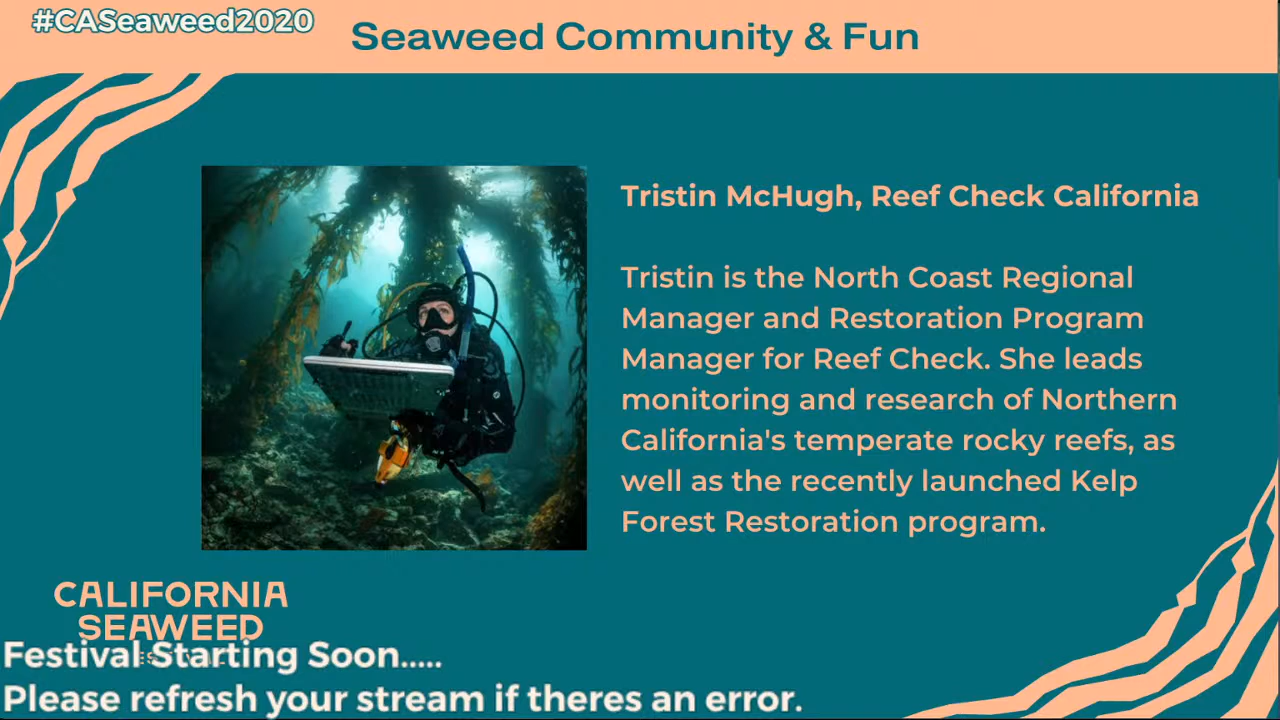 #CASeaweed2020
Seaweed Community & Fun
Tristin McHugh, Reef Check California
Tristin is the North Coast Regional
Manager and Restoration Program
Manager for Reef Check. She leads
monitoring and research of Northern
California's temperate rocky reefs, as
well as the recently launched Kelp
Forest Restoration program.
CALIFORNIA
SEAWEED
Festival Starting Soon.....
Please refresh your stream if theres an error.